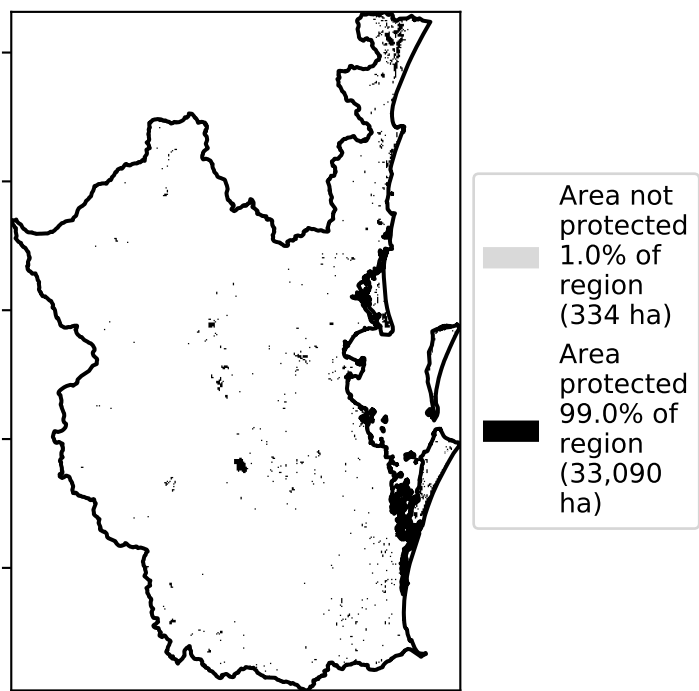 Area not
protected
1.0% of
region
(334 ha)
Area
protected
99.0% of
region
(33,090
ha)